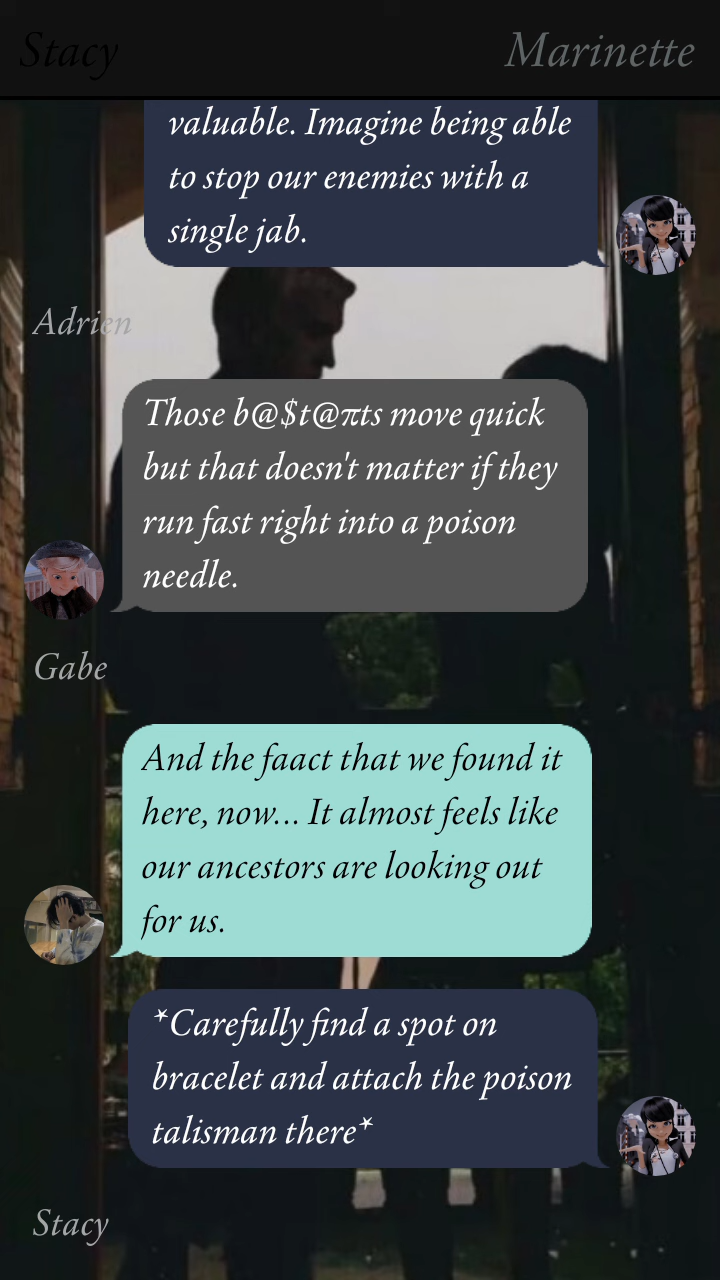 Stacy
Marinette
valuable. Imagine being able
to stop our enemies with a
single jab.
Adrien
Those b@$t@πts move quick
but that doesn't matter if they
run fast right into a poison
needle.
Gabe
And the faact that we found it
here, now... It almost feels like
our ancestors are looking out
for us.
*Carefully find a spot on
bracelet and attach the poison
talisman there*
Stacy